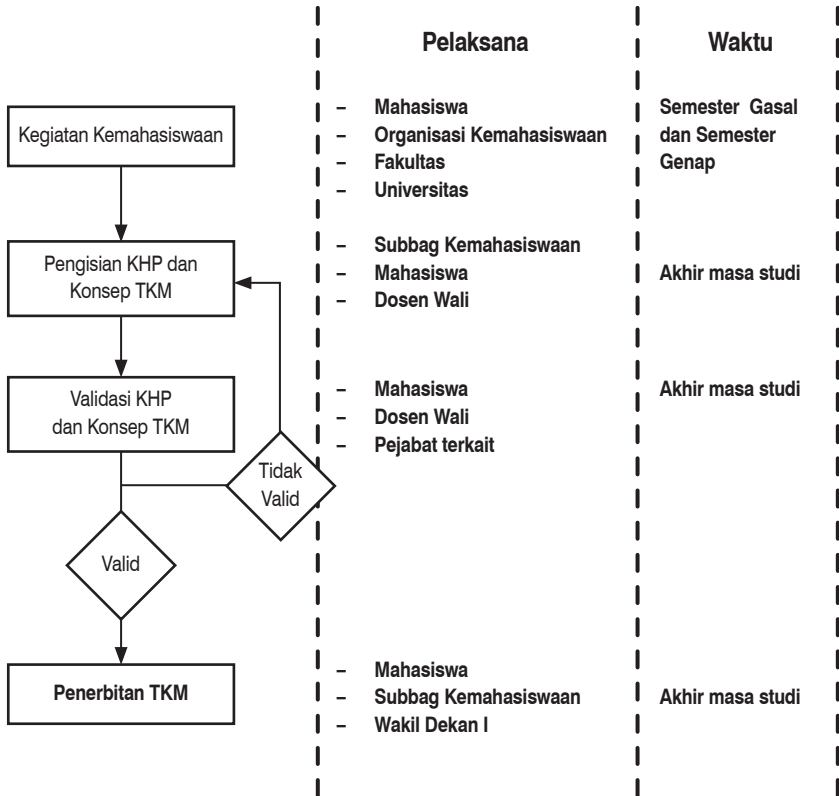 Pelaksana
Waktu
Kegiatan Kemahasiswaan
– Mahasiswa
– Organisasi Kemahasiswaan
– Fakultas
– Universitas
Semester Gasal
dan Semester
Genap
Pengisian KHP dan
Konsep TKM
– Subbag Kemahasiswaan
– Mahasiswa
– Dosen Wali
Akhir masa studi
Validasi KHP
dan Konsep TKM
– Mahasiswa
– Dosen Wali
– Pejabat terkait
Akhir masa studi
Tidak
Valid
Valid
Penerbitan TKM
– Mahasiswa
– Subbag Kemahasiswaan
– Wakil Dekan I
Akhir masa studi